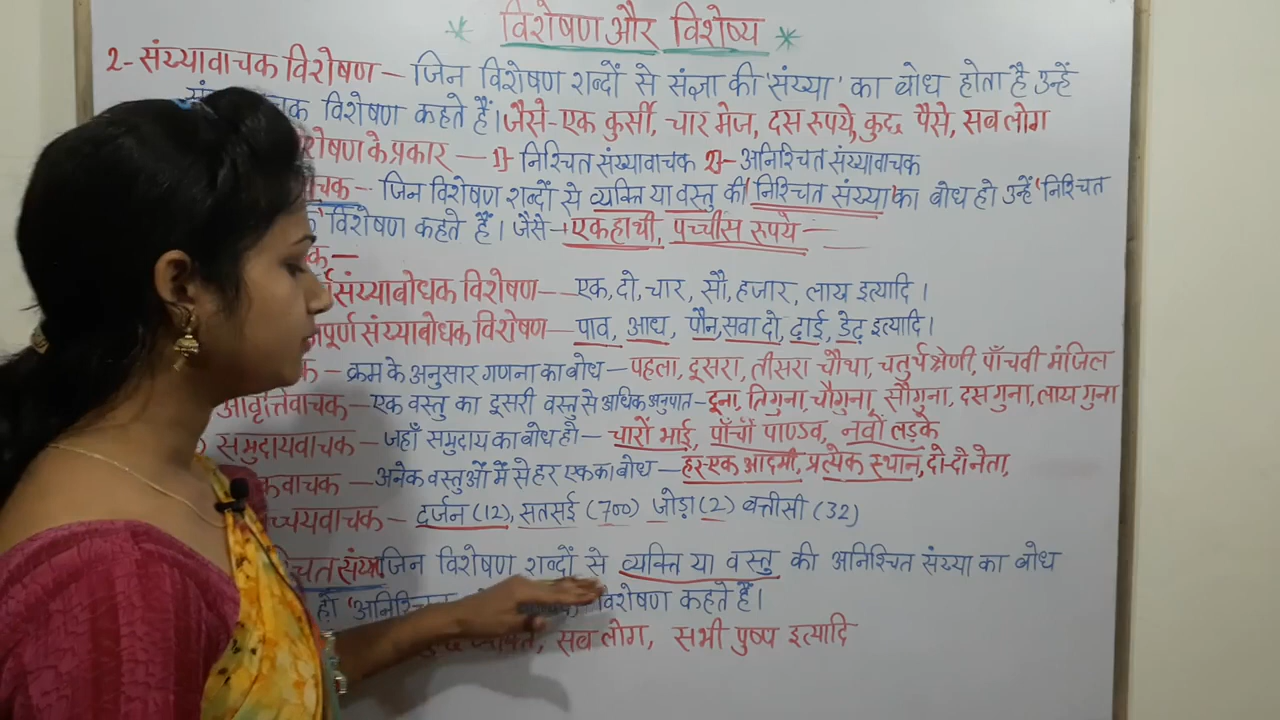 * विशेषण और विशेष्य *
2- संख्यावाचक विशेषण – जिन विशेषण शब्दों से संज्ञा की 'संख्या' का बोध होता है उन्हें
विशेषण कहते हैं। जैसे- एक कुर्सी, चार मेज, दस रूपये, कुछ पैसे, सब लोग
के प्रकार – 1)- निश्चित संख्यावाचक 2)- अनिश्चित संख्यावाचक
वाचक – जिन विशेषण शब्दों से व्यक्ति या वस्तु की 'निश्चित संख्या' का बोध हो उन्हें 'निश्चित
विशेषण कहते हैं। जैसे- एक हाथी, पच्चीस रूपये –
संख्याबोधक विशेषण – एक, दो, चार, सौ, हजार, लाख इत्यादि।
पूर्ण संख्याबोधक विशेषण – पाव, आध, पौन, सवा दो, ढ़ाई, डेढ़ इत्यादि।
– क्रम के अनुसार गणना का बोध – पहला, दूसरा, तीसरा चौथा, चतुर्थ श्रेणी, पाँचवी मंजिल
आवृत्तिवाचक – एक वस्तु का दूसरी वस्तु से अधिक अनुपात – दूना, तिगुना, चौगुना, सौगुना, दस गुना, लाख गुना
समुदायवाचक – जहाँ समुदाय का बोध हो – चारों भाई, पाँचों पाण्डव, नवों लड़के
वाचक – अनेक वस्तुओं में से हर एक का बोध – हर-एक आदमी, प्रत्येक स्थान, दो-दो नेता,
– दर्जन (12), सतसई (700) जोड़ा (2) बत्तीसी (32)
जिन विशेषण शब्दों से व्यक्ति या वस्तु की अनिश्चित संख्या का बोध
हो 'अनिश्चित विशेषण कहते हैं।
सब लोग, सभी पुष्प इत्यादि